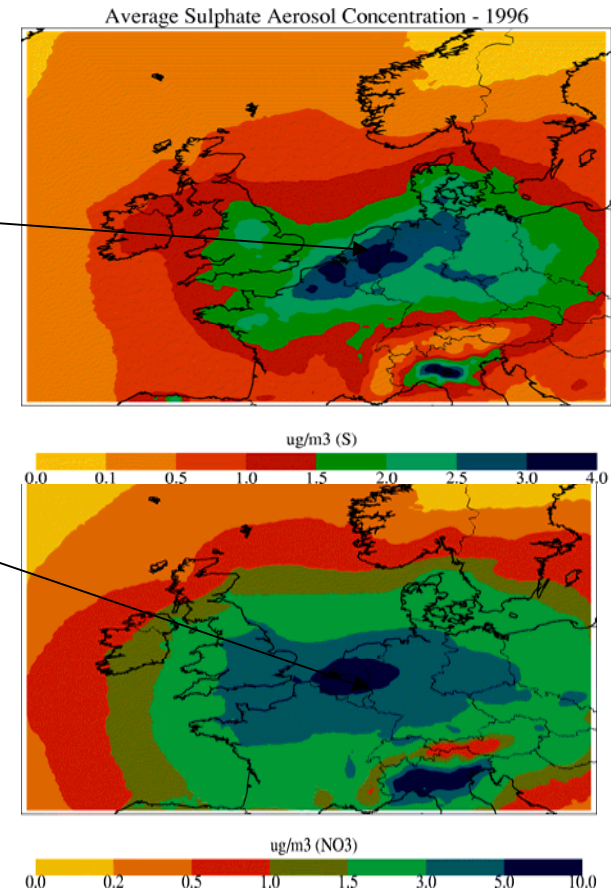 Average Sulphate Aerosol Concentration - 1996
ug/m3 (S)
0.0 0.1 0.5 1.0 1.5 2.0 2.5 3.0 4.0
ug/m3 (NO3)
0.0 0.2 0.5 1.0 1.5 3.0 5.0 10.0